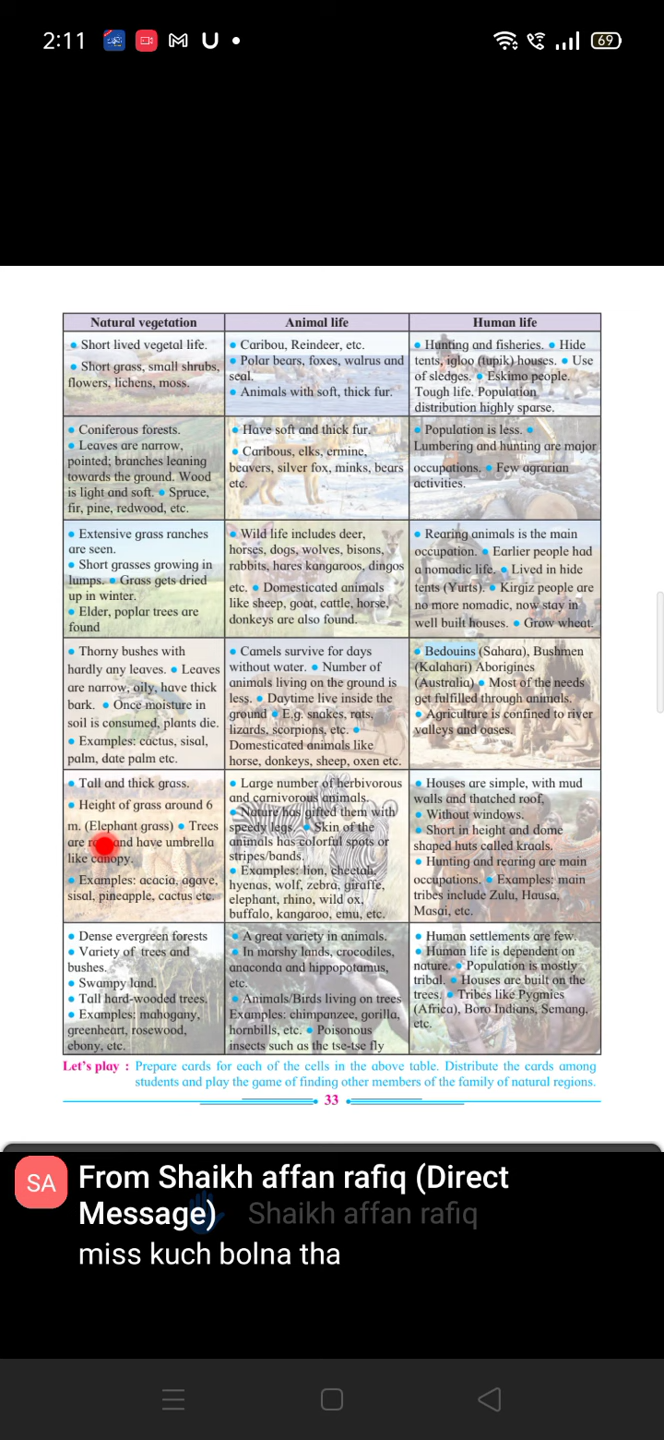 2:11
69
Natural vegetation Animal life Human life
• Short lived vegetal life.
• Short grass, small shrubs,
flowers, lichens, moss.
• Caribou, Reindeer, etc.
• Polar bears, foxes, walrus and
seal.
• Animals with soft, thick fur.
• Hunting and fisheries. • Hide
tents, igloo (tupik) houses. • Use
of sledges. • Eskimo people.
Tough life. Population
distribution highly sparse.
• Coniferous forests.
• Leaves are narrow,
pointed; branches leaning
towards the ground. Wood
is light and soft. • Spruce,
fir, pine, redwood, etc.
• Have soft and thick fur.
• Caribous, elks, ermine,
beavers, silver fox, minks, bears
etc.
• Population is less. •
Lumbering and hunting are major
occupations. • Few agrarian
activities.
• Extensive grass ranches
are seen.
• Short grasses growing in
lumps. • Grass gets dried
up in winter.
• Elder, poplar trees are
found
• Wild life includes deer,
horses, dogs, wolves, bisons,
rabbits, hares kangaroos, dingos
etc. • Domesticated animals
like sheep, goat, cattle, horse,
donkeys are also found.
• Rearing animals is the main
occupation. • Earlier people had
a nomadic life. • Lived in hide
tents (Yurts). • Kirgiz people are
no more nomadic, now stay in
well built houses. • Grow wheat.
• Thorny bushes with
hardly any leaves. • Leaves
are narrow, oily, have thick
bark. • Once moisture in
soil is consumed, plants die.
• Examples: cactus, sisal,
palm, date palm etc.
• Camels survive for days
without water. • Number of
animals living on the ground is
less. • Daytime live inside the
ground • E.g. snakes, rats,
lizards, scorpions, etc. •
Domesticated animals like
horse, donkeys, sheep, oxen etc.
• Bedouins (Sahara), Bushmen
(Kalahari) Aborigines
(Australia) • Most of the needs
get fulfilled through animals.
• Agriculture is confined to river
valleys and oases.
• Tall and thick grass.
• Height of grass around 6
m. (Elephant grass) • Trees
are and have umbrella
like canopy.
• Examples: acacia, agave,
sisal, pineapple, cactus etc.
• Large number of herbivorous
and carnivorous animals.
• Nature has gifted them with
speedy legs. • Skin of the
animals has colorful spots or
stripes/bands.
• Examples: lion, cheetah,
hyenas, wolf, zebra, giraffe,
elephant, rhino, wild ox,
buffalo, kangaroo, emu, etc.
• Houses are simple, with mud
walls and thatched roof,
• Without windows.
• Short in height and dome
shaped huts called kraals.
• Hunting and rearing are main
occupations. • Examples: main
tribes include Zulu, Hausa,
Masai, etc.
• Dense evergreen forests
• Variety of trees and
bushes.
• Swampy land.
• Tall hard-wooded trees.
• Examples: mahogany,
greenheart, rosewood,
ebony, etc.
• A great variety in animals.
• In marshy lands, crocodiles,
anaconda and hippopotamus,
etc.
• Animals/Birds living on trees
Examples: chimpanzee, gorilla,
hornbills, etc. • Poisonous
insects such as the tse-tse fly
• Human settlements are few.
• Human life is dependent on
nature. • Population is mostly
tribal. • Houses are built on the
trees. • Tribes like Pygmies
(Africa), Boro Indians, Semang,
etc.
Let's play : Prepare cards for each of the cells in the above table. Distribute the cards among
students and play the game of finding other members of the family of natural regions.
33
SA
From Shaikh affan rafiq (Direct
Message)
Shaikh affan rafiq
miss kuch bolna tha